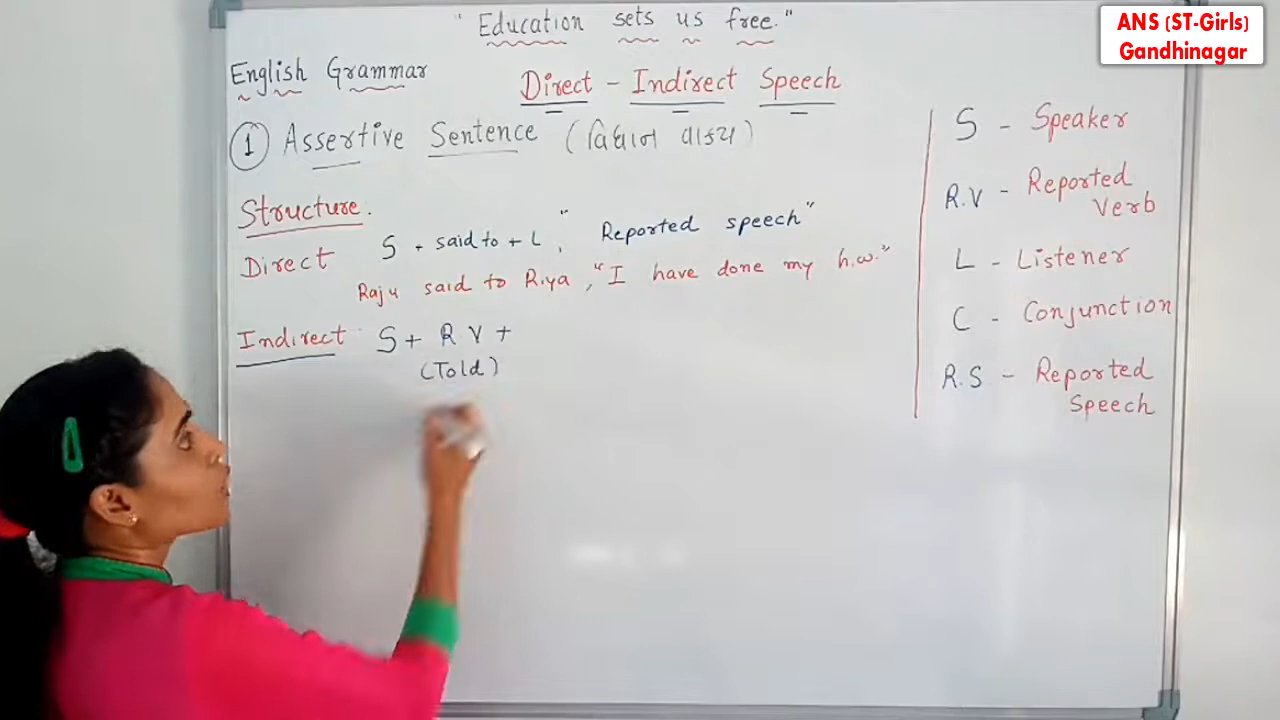 "Education sets us free."
ANS (ST-Girls)
Gandhinagar
English Grammar
Direct - Indirect Speech
① Assertive Sentence (વિધાન વાક્ય)
Structure.
Direct S + said to + L, "Reported speech"
Raju said to Riya, "I have done my h.w."
Indirect S + R V +
(Told)
S - Speaker
R.V - Reported
Verb
L - Listener
C - Conjunction
R.S - Reported
Speech